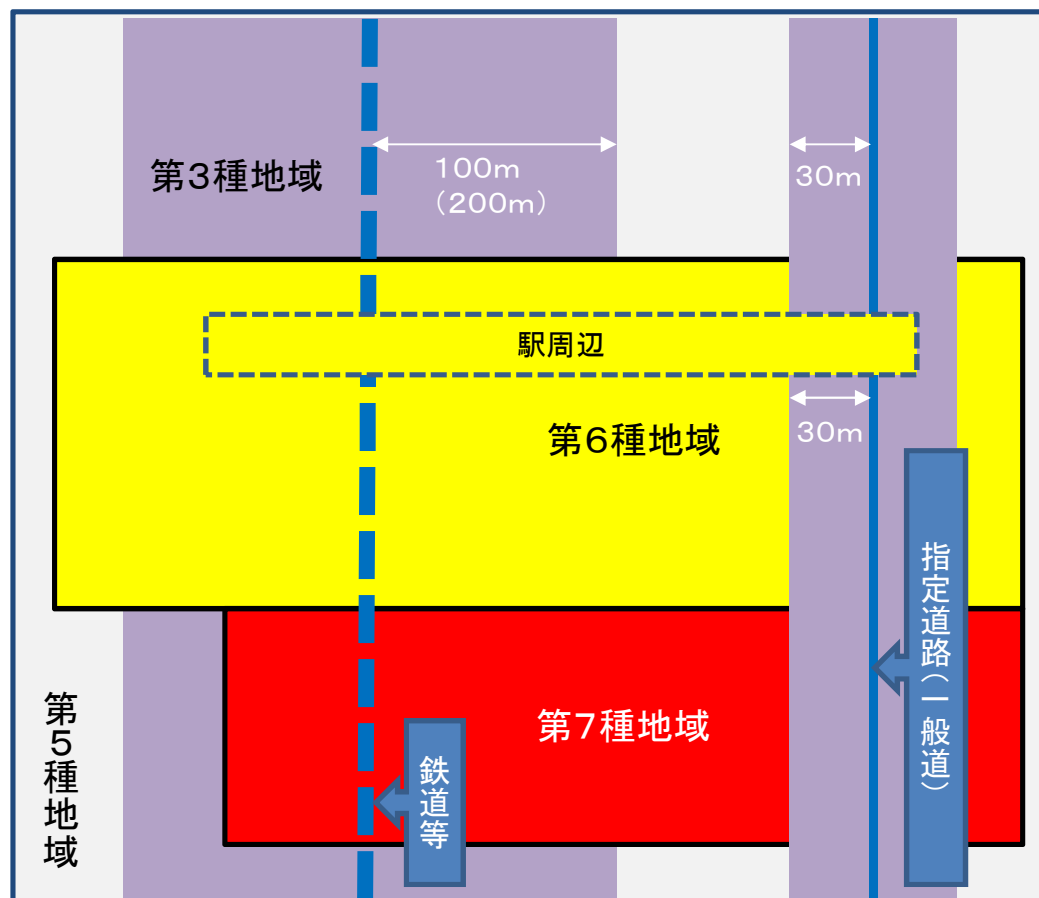 第3種地域
100m
（200m）
30m
駅周辺
第6種地域
30m
指定道路（一般道）
第7種地域
鉄道等
第5種地域